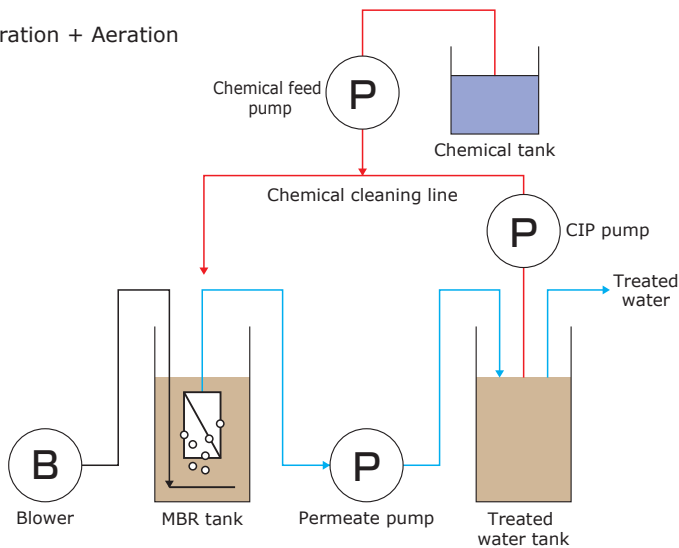 ration + Aeration
Chemical feed
pump
P
Chemical tank
Chemical cleaning line
P
CIP pump
Treated
water
B
P
Blower
MBR tank
Permeate pump
Treated
water tank